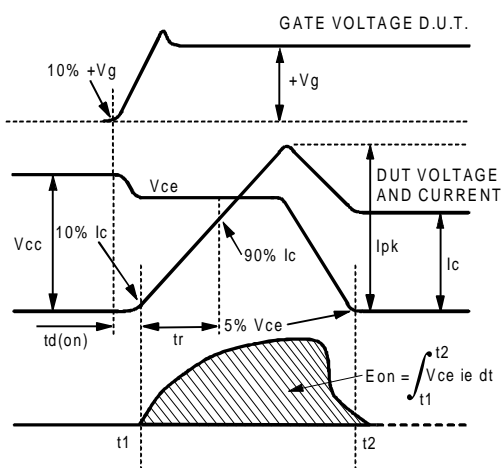 GATE VOLTAGE D.U.T.
10% +Vg
+Vg
DUT VOLTAGE
AND CURRENT
Vce
Vcc
10% Ic
90% Ic
Ipk
Ic
5% Vce
td(on)
tr
Eon = ∫ Vce ie dt
t2
t1
t1
t2